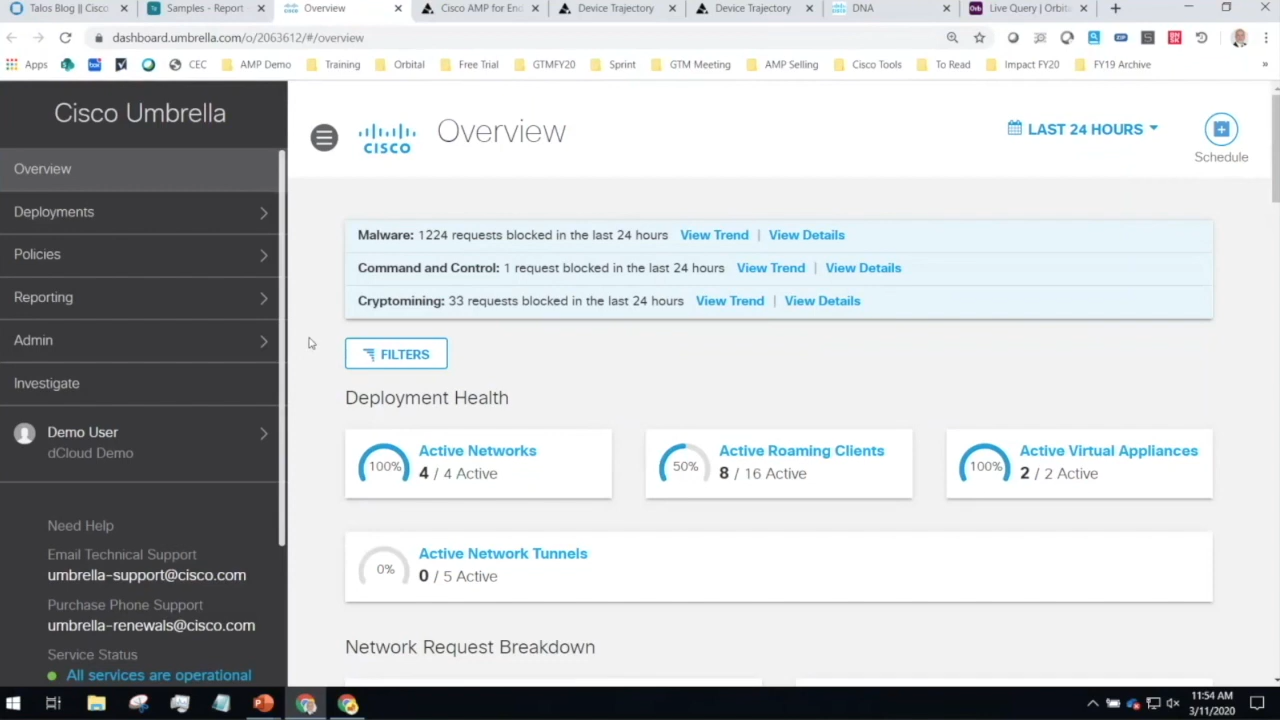 Talos Blog || Cisco
Samples - Report
Overview
Cisco AMP for En
Device Trajectory
Device Trajectory
DNA
Live Query | Orbita
dashboard.umbrella.com/o/2063612/#/overview
Apps
CEC
AMP Demo
Training
Orbital
Free Trial
GTMFY20
Sprint
GTM Meeting
AMP Selling
Cisco Tools
To Read
Impact FY20
FY19 Archive
»
Cisco Umbrella
Overview
Deployments
Policies
Reporting
Admin
Investigate
Demo User
dCloud Demo
Need Help
Email Technical Support
umbrella-support@cisco.com
Purchase Phone Support
umbrella-renewals@cisco.com
Service Status
All services are operational
CISCO
Overview
LAST 24 HOURS
Schedule
Malware: 1224 requests blocked in the last 24 hours View Trend | View Details
Command and Control: 1 request blocked in the last 24 hours View Trend | View Details
Cryptomining: 33 requests blocked in the last 24 hours View Trend | View Details
FILTERS
Deployment Health
100%
Active Networks
4 / 4 Active
50%
Active Roaming Clients
8 / 16 Active
100%
Active Virtual Appliances
2 / 2 Active
0%
Active Network Tunnels
0 / 5 Active
Network Request Breakdown
11:54 AM
3/11/2020